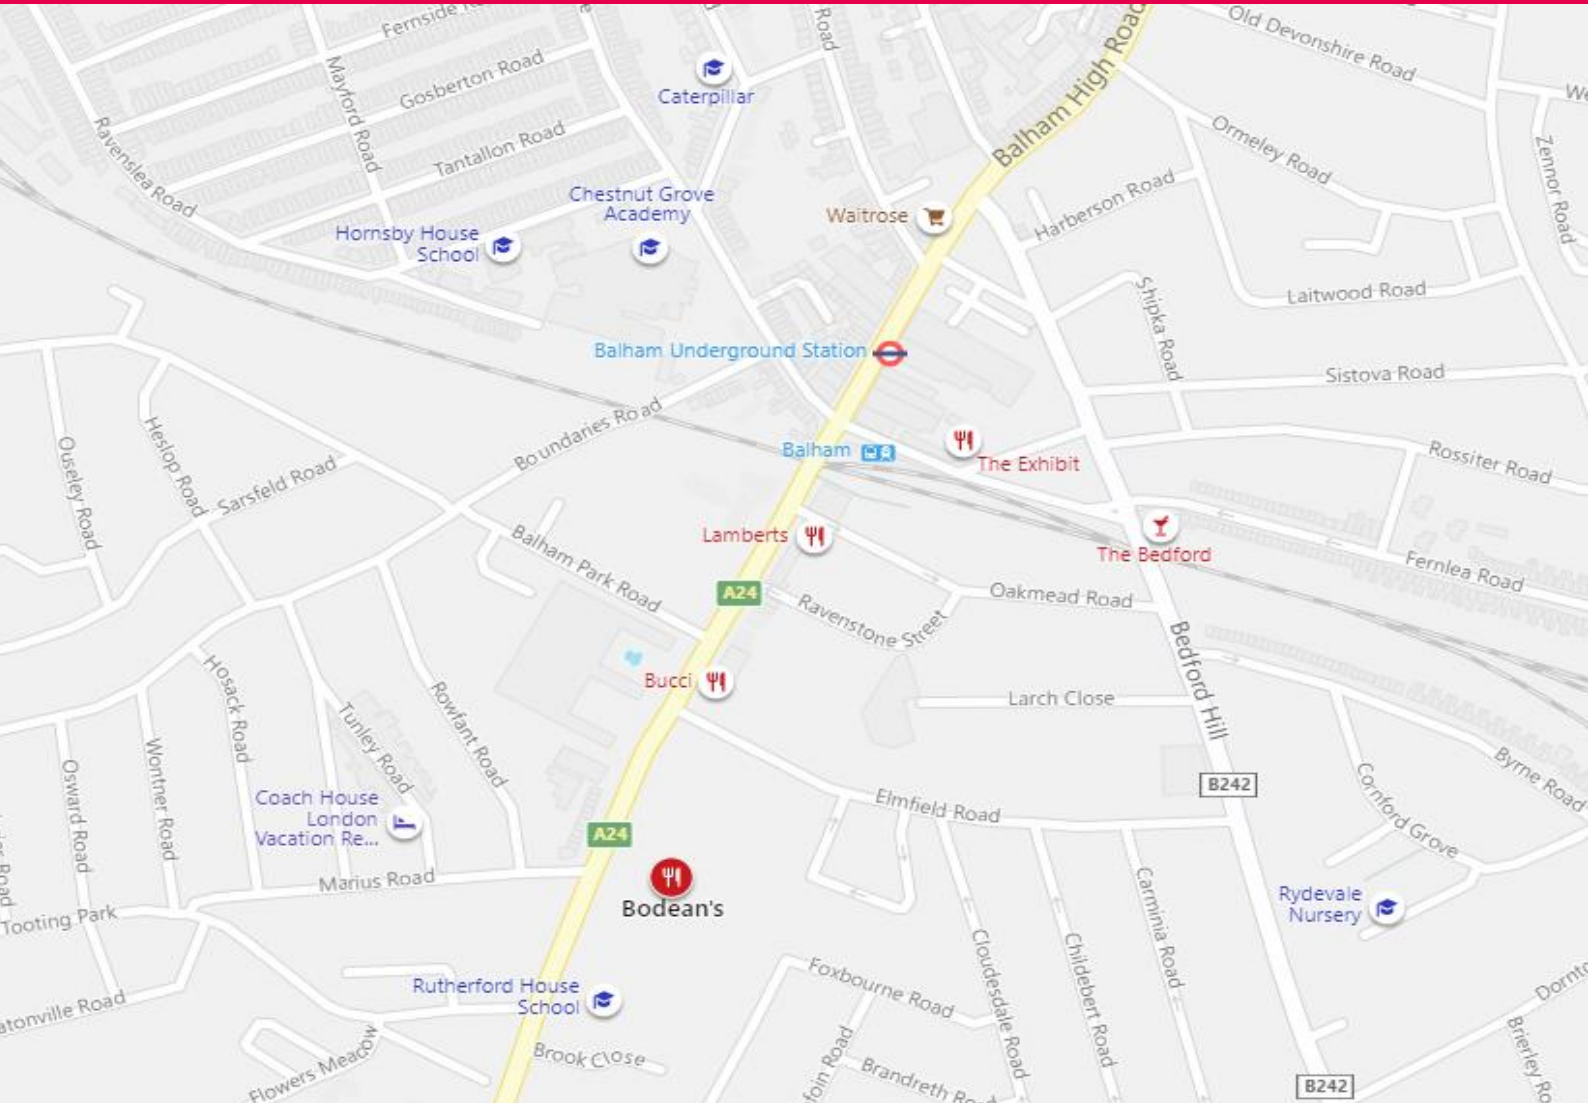 Fernside
Old Devonshire Road
Road
Balham High Road
Gosberton Road
Mayford Road
Caterpillar
Ravenslea Road
Tantallon Road
Ormeley Road
Zennor Road
Chestnut Grove
Academy
Harberson Road
Waitrose
Hornsby House
School
Laitwood Road
Shipka Road
Balham Underground Station
Sistova Road
Boundaries Road
Heslop Road
Ouseley Road
Sarsfeld Road
Balham
The Exhibit
Rossiter Road
Lamberts
The Bedford
Balham Park Road
Fernlea Road
A24
Ravenstone Street
Oakmead Road
Bedford Hill
Bucci
Larch Close
Hosack Road
Rowfant Road
Tunley Road
Wontner Road
Osward Road
Byrne Road
Cornford Grove
B242
Coach House
London
Vacation Re...
Elmfield Road
A24
Marius Road
Bodean's
Carminia Road
Rydevale
Nursery
Tooting Park
Cloudesdale Road
Childebert Road
Foxbourne Road
Rutherford House
School
Road
Brook Close
Flowers Meadow
Brandreth
Road
Brierley
B242